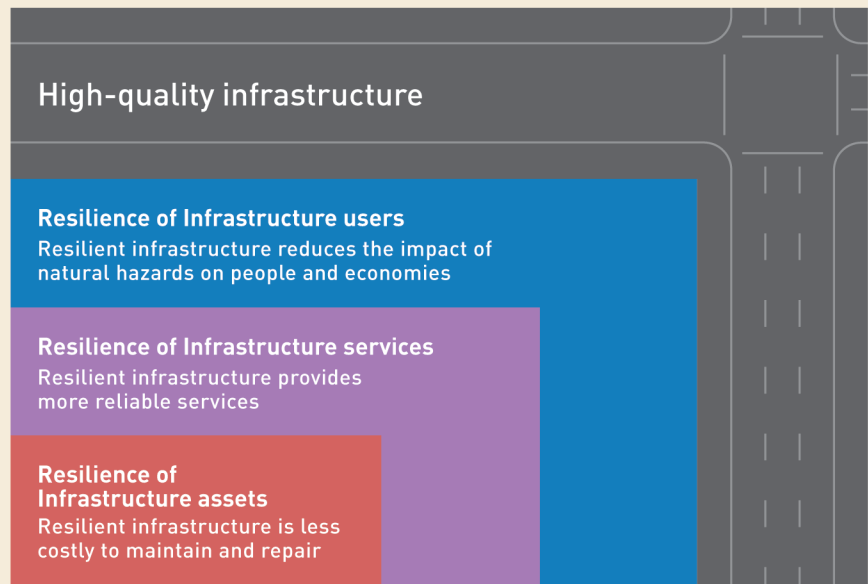 High-quality infrastructure
Resilience of Infrastructure users
Resilient infrastructure reduces the impact of
natural hazards on people and economies
Resilience of Infrastructure services
Resilient infrastructure provides
more reliable services
Resilience of
Infrastructure assets
Resilient infrastructure is less
costly to maintain and repair